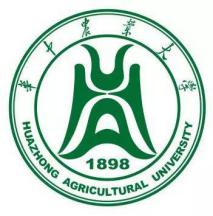 華中農業大學
1898
HUAZHONG AGRICULTURAL UNIVERSITY